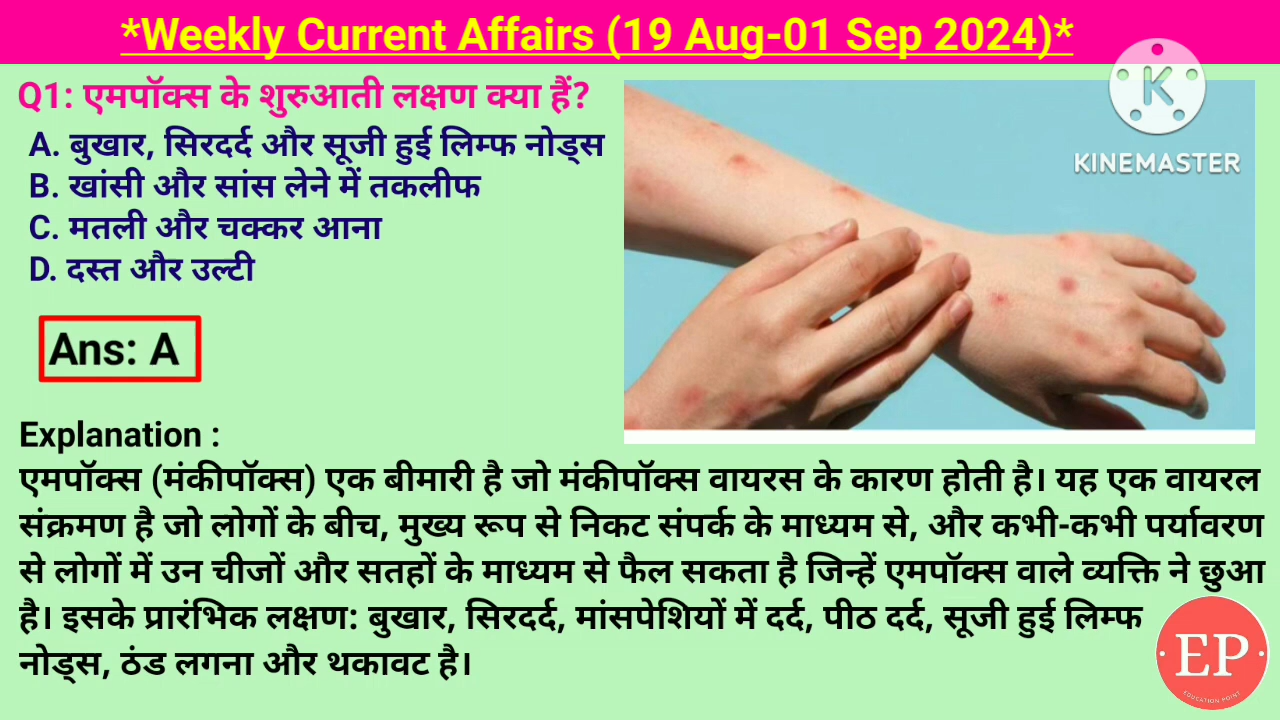 *Weekly Current Affairs (19 Aug-01 Sep 2024)*
Q1: एमपॉक्स के शुरुआती लक्षण क्या हैं?
A. बुखार, सिरदर्द और सूजी हुई लिम्फ नोड्स
B. खांसी और सांस लेने में तकलीफ
C. मतली और चक्कर आना
D. दस्त और उल्टी
K
KINEMASTER
Ans: A
Explanation :
एमपॉक्स (मंकीपॉक्स) एक बीमारी है जो मंकीपॉक्स वायरस के कारण होती है। यह एक वायरल
संक्रमण है जो लोगों के बीच, मुख्य रूप से निकट संपर्क के माध्यम से, और कभी-कभी पर्यावरण
से लोगों में उन चीजों और सतहों के माध्यम से फैल सकता है जिन्हें एमपॉक्स वाले व्यक्ति ने छुआ
है। इसके प्रारंभिक लक्षण: बुखार, सिरदर्द, मांसपेशियों में दर्द, पीठ दर्द, सूजी हुई लिम्फ
नोड्स, ठंड लगना और थकावट है।
EP
EDUCATION POINT